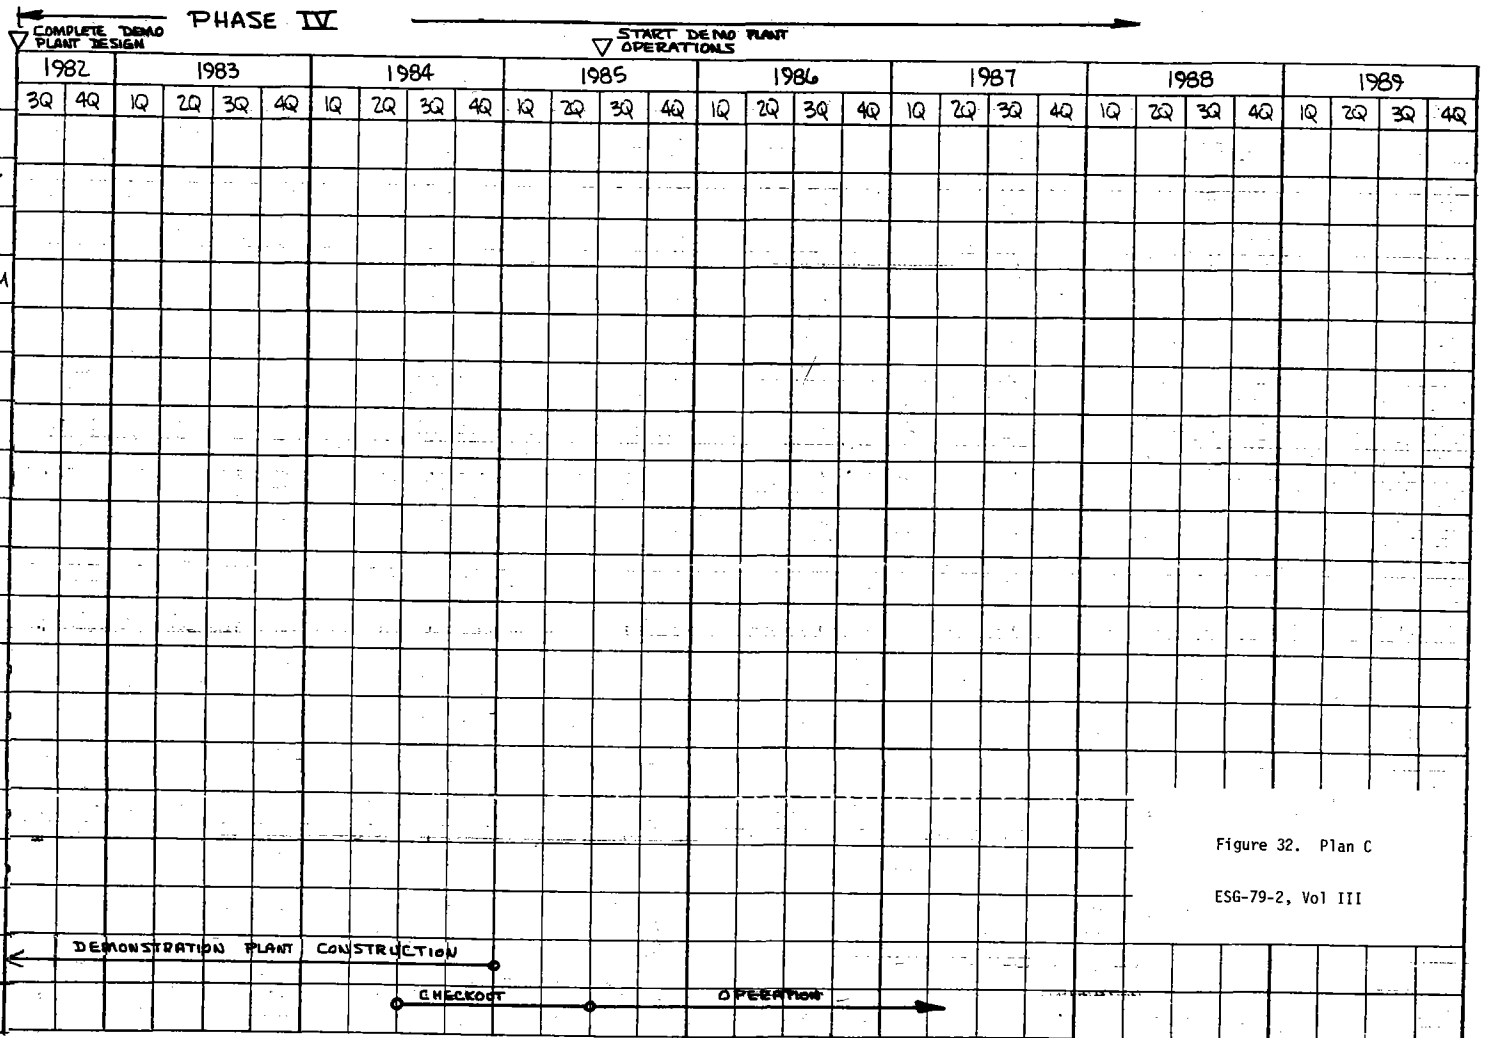 PHASE IV
COMPLETE DEMO
PLANT DESIGN
START DEMO PLANT
OPERATIONS
1982 1983 1984 1985 1986 1987 1988 1989
3Q 4Q 1Q 2Q 3Q 4Q 1Q 2Q 3Q 4Q 1Q 2Q 3Q 4Q 1Q 2Q 3Q 4Q 1Q 2Q 3Q 4Q 1Q 2Q 3Q 4Q 1Q 2Q 3Q 4Q
Figure 32. Plan C
ESG-79-2, Vol III
DEMONSTRATION PLANT CONSTRUCTION
CHECKOUT OPERATION